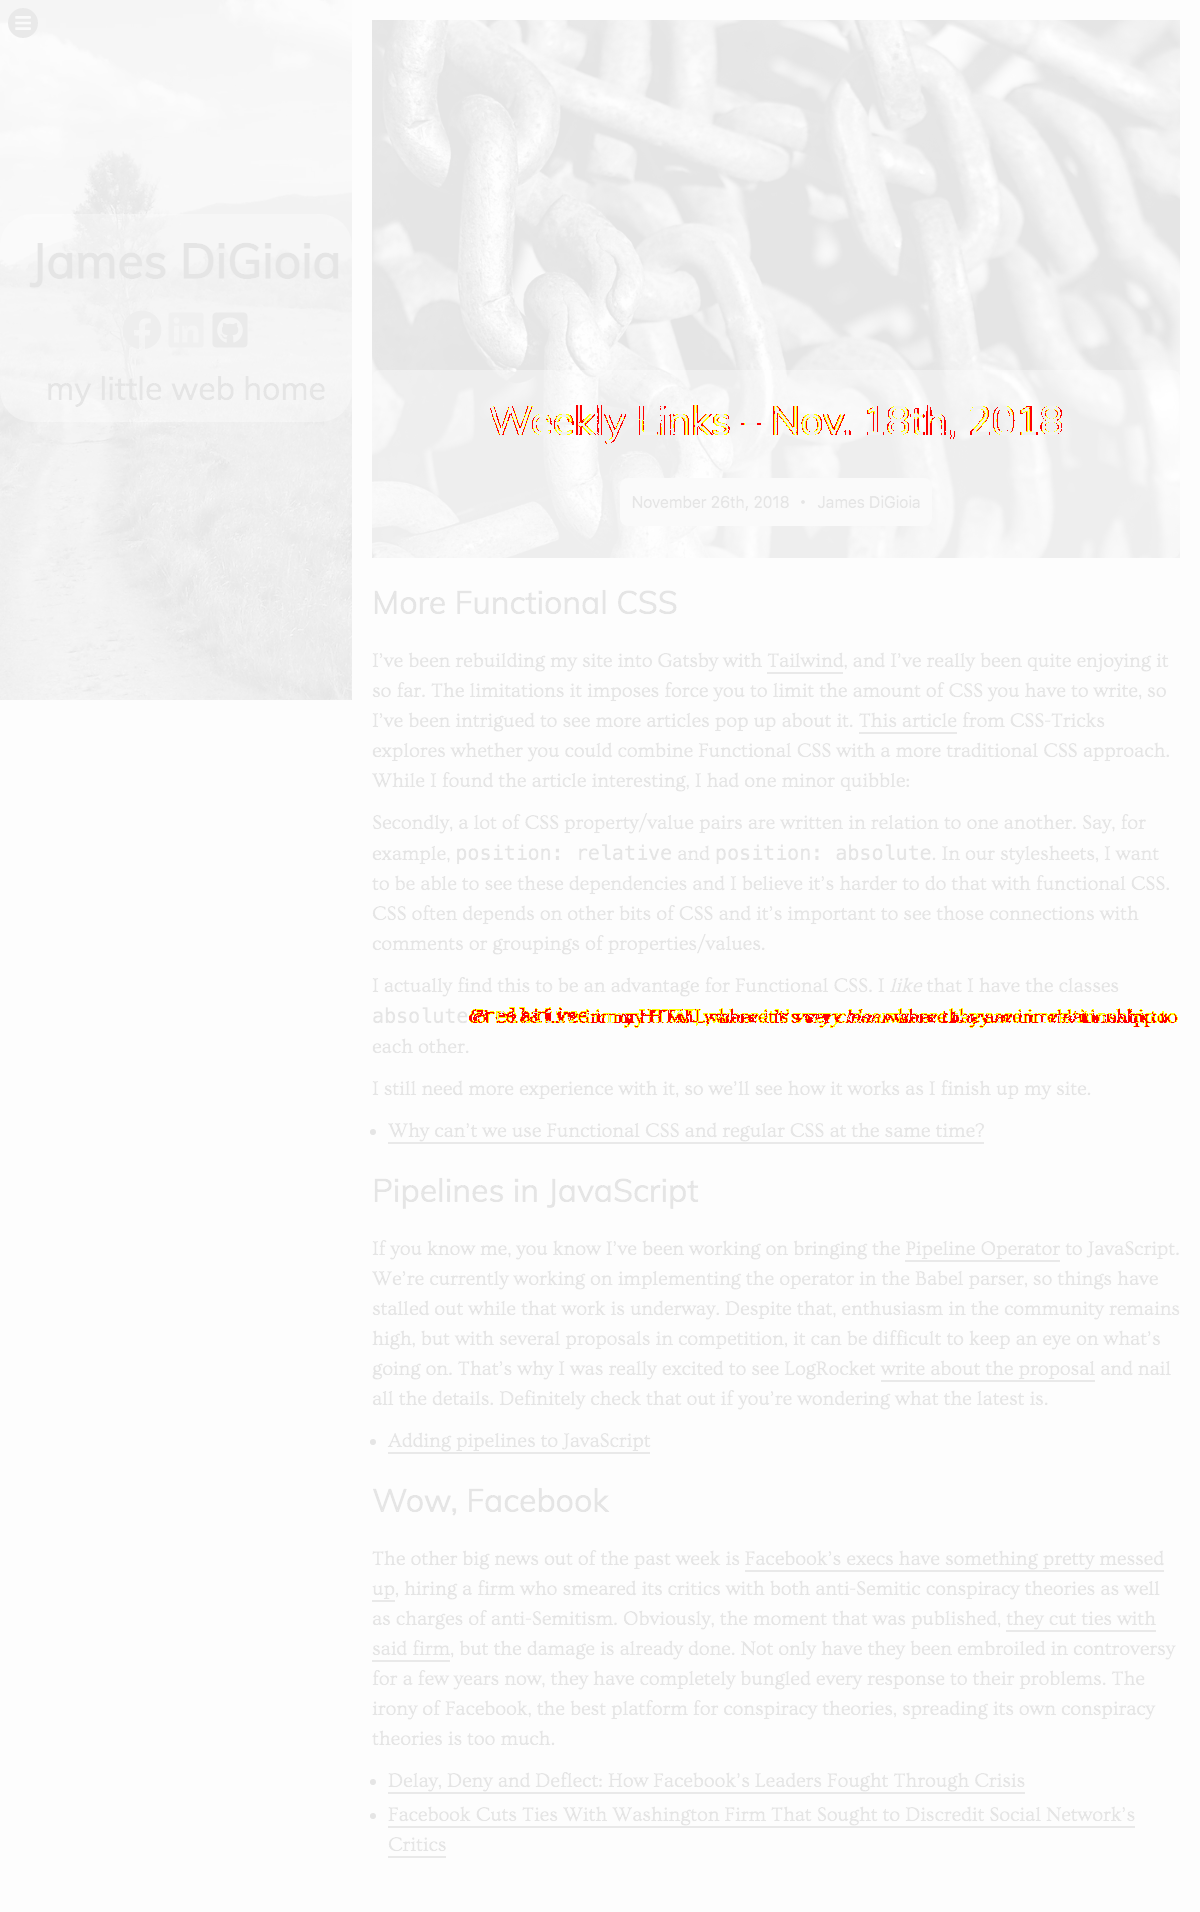 James DiGioia
my little web home
Weekly Links – Nov. 18th, 2018
November 26th, 2018 • James DiGioia
More Functional CSS
I've been rebuilding my site into Gatsby with Tailwind, and I've really been quite enjoying it
so far. The limitations it imposes force you to limit the amount of CSS you have to write, so
I've been intrigued to see more articles pop up about it. This article from CSS-Tricks
explores whether you could combine Functional CSS with a more traditional CSS approach.
While I found the article interesting, I had one minor quibble:
Secondly, a lot of CSS property/value pairs are written in relation to one another. Say, for
example, position: relative and position: absolute. In our stylesheets, I want
to be able to see these dependencies and I believe it's harder to do that with functional CSS.
CSS often depends on other bits of CSS and it's important to see those connections with
comments or groupings of properties/values.
I actually find this to be an advantage for Functional CSS. I like that I have the classes
absolute relative in my HTML, where it's very
each other.
I still need more experience with it, so we'll see how it works as I finish up my site.
• Why can't we use Functional CSS and regular CSS at the same time?
Pipelines in JavaScript
If you know me, you know I've been working on bringing the Pipeline Operator to JavaScript.
We're currently working on implementing the operator in the Babel parser, so things have
stalled out while that work is underway. Despite that, enthusiasm in the community remains
high, but with several proposals in competition, it can be difficult to keep an eye on what's
going on. That's why I was really excited to see LogRocket write about the proposal and nail
all the details. Definitely check that out if you're wondering what the latest is.
• Adding pipelines to JavaScript
Wow, Facebook
The other big news out of the past week is Facebook's execs have something pretty messed
up, hiring a firm who smeared its critics with both anti-Semitic conspiracy theories as well
as charges of anti-Semitism. Obviously, the moment that was published, they cut ties with
said firm, but the damage is already done. Not only have they been embroiled in controversy
for a few years now, they have completely bungled every response to their problems. The
irony of Facebook, the best platform for conspiracy theories, spreading its own conspiracy
theories is too much.
• Delay, Deny and Deflect: How Facebook's Leaders Fought Through Crisis
• Facebook Cuts Ties With Washington Firm That Sought to Discredit Social Network's
Critics